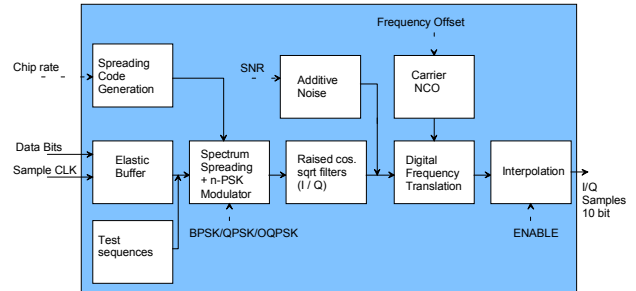 Frequency Offset
Chip rate
Spreading
Code
Generation
SNR
Additive
Noise
Carrier
NCO
Data Bits
Sample CLK
Elastic
Buffer
Spectrum
Spreading
+ n-PSK
Modulator
Raised cos.
sqrt filters
(I / Q)
Digital
Frequency
Translation
Interpolation
I/Q
Samples
10 bit
Test
sequences
BPSK/QPSK/OQPSK
ENABLE